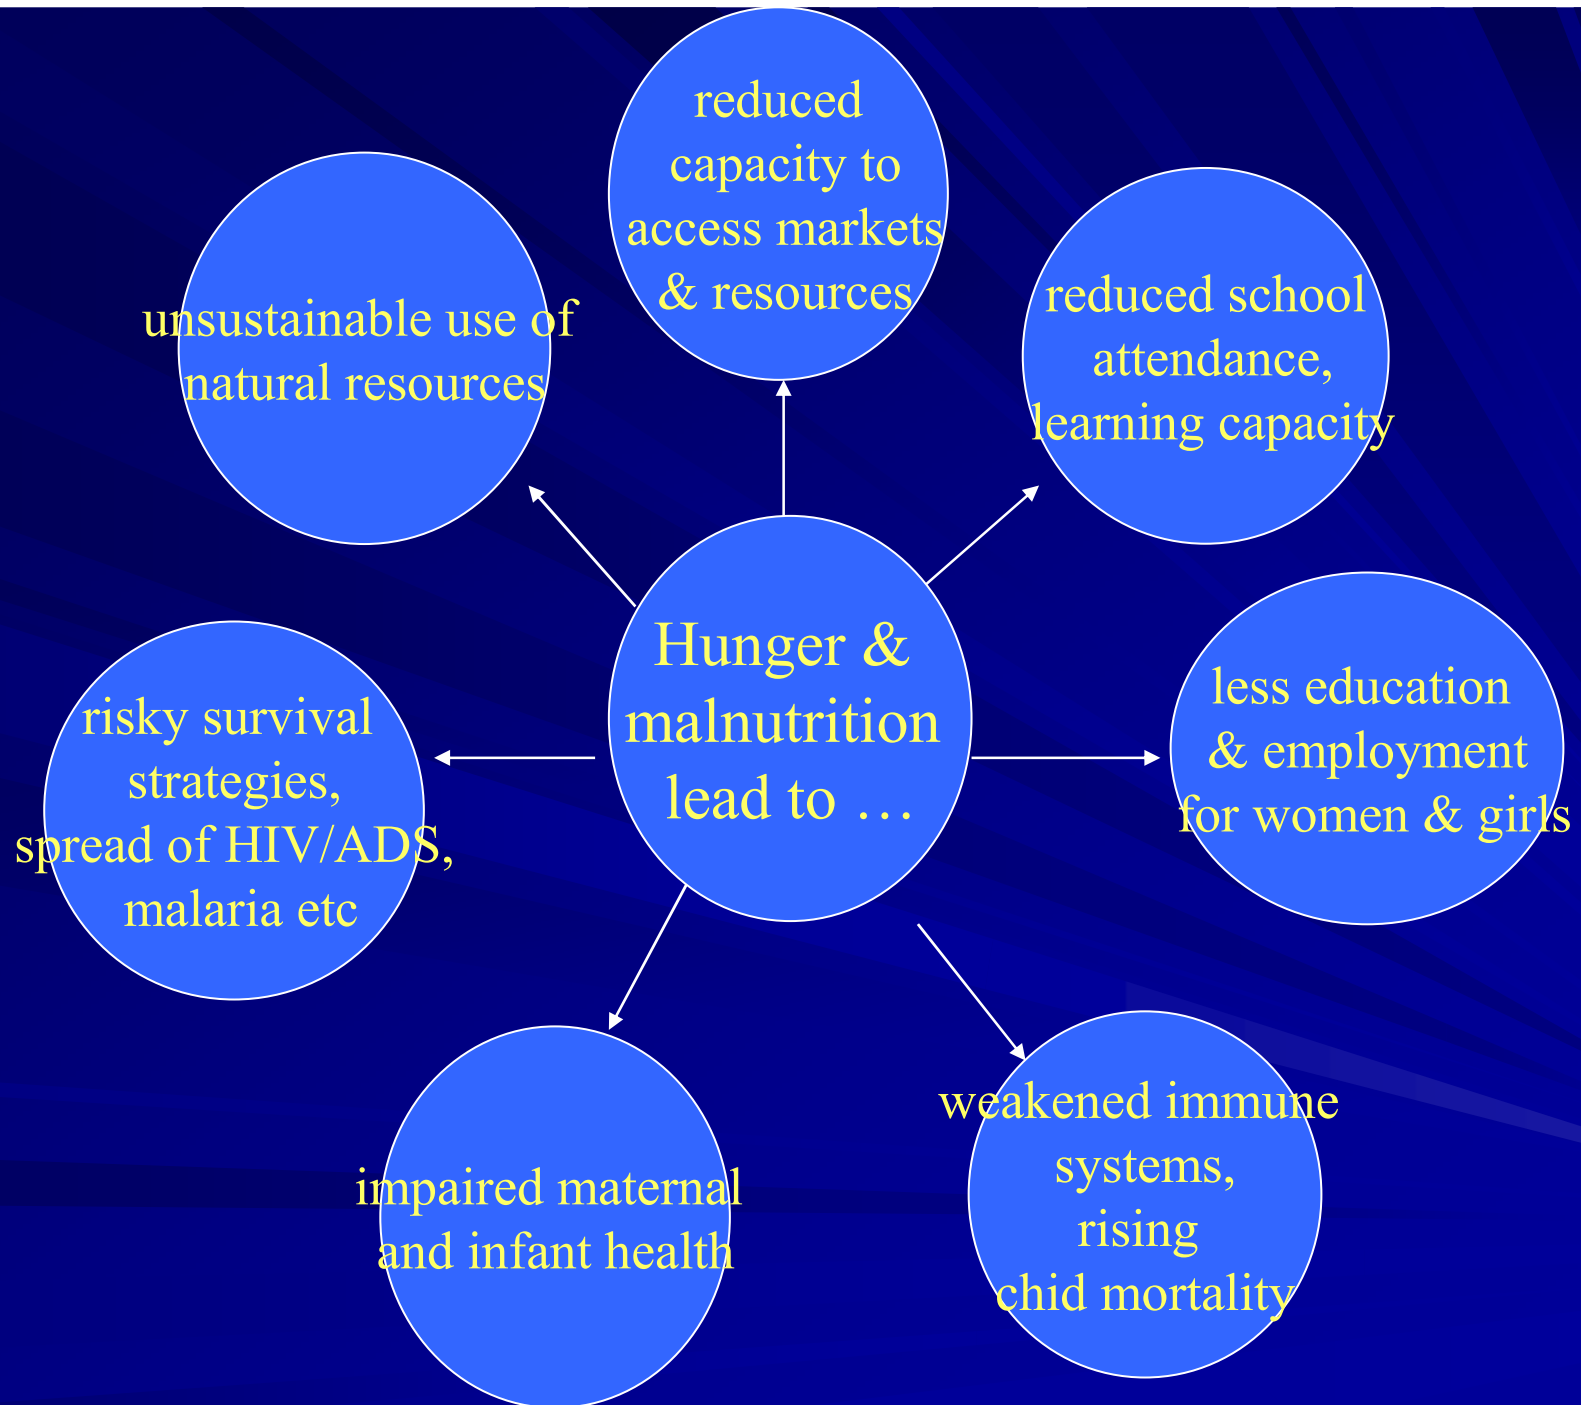 reduced
capacity to
access markets
& resources
unsustainable use of
natural resources
reduced school
attendance,
learning capacity
Hunger &
malnutrition
lead to …
less education
& employment
for women & girls
risky survival
strategies,
spread of HIV/ADS,
malaria etc
weakened immune
systems,
rising
chid mortality
impaired maternal
and infant health